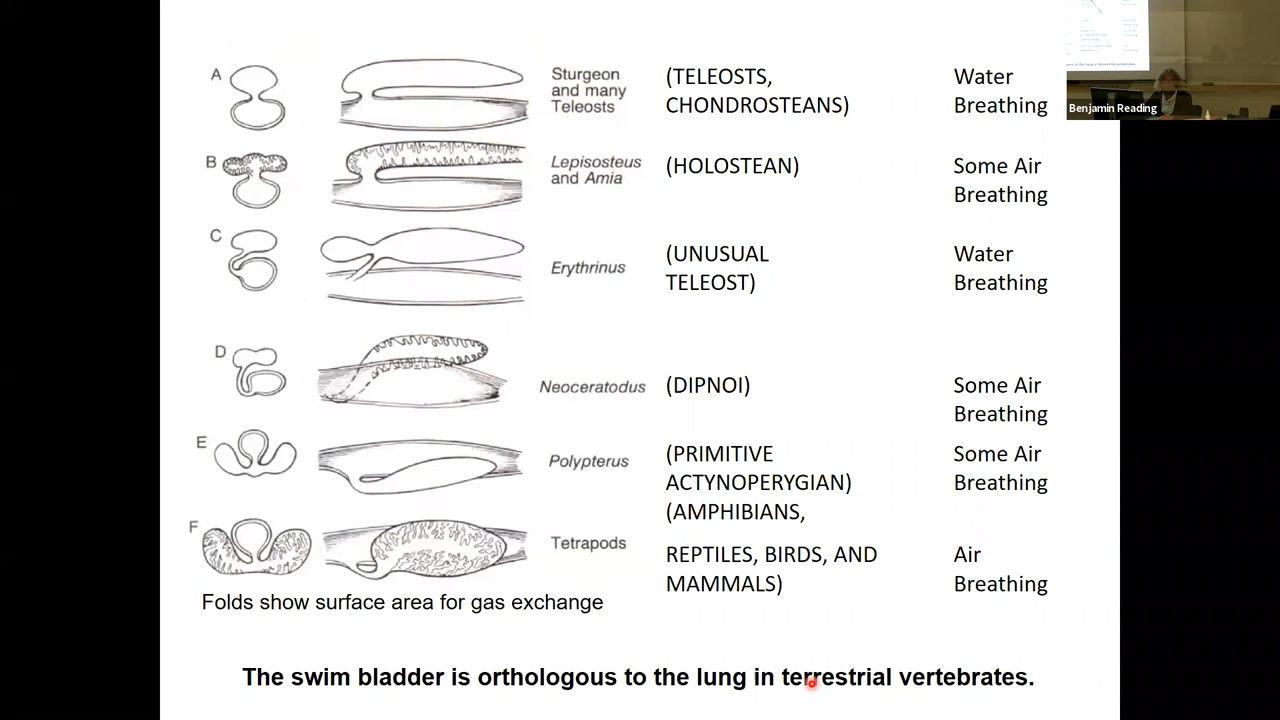 A
Sturgeon
and many
Teleosts
(TELEOSTS,
CHONDROSTEANS)
Water
Breathing
Benjamin Reading
B
Lepisosteus
and Amia
(HOLOSTEAN)
Some Air
Breathing
C
Erythrinus
(UNUSUAL
TELEOST)
Water
Breathing
D
Neoceratodus
(DIPNOI)
Some Air
Breathing
E
Polypterus
(PRIMITIVE
ACTYNOPERYGIAN)
(AMPHIBIANS,
Some Air
Breathing
F
Tetrapods
REPTILES, BIRDS, AND
MAMMALS)
Air
Breathing
Folds show surface area for gas exchange
The swim bladder is orthologous to the lung in terrestrial vertebrates.